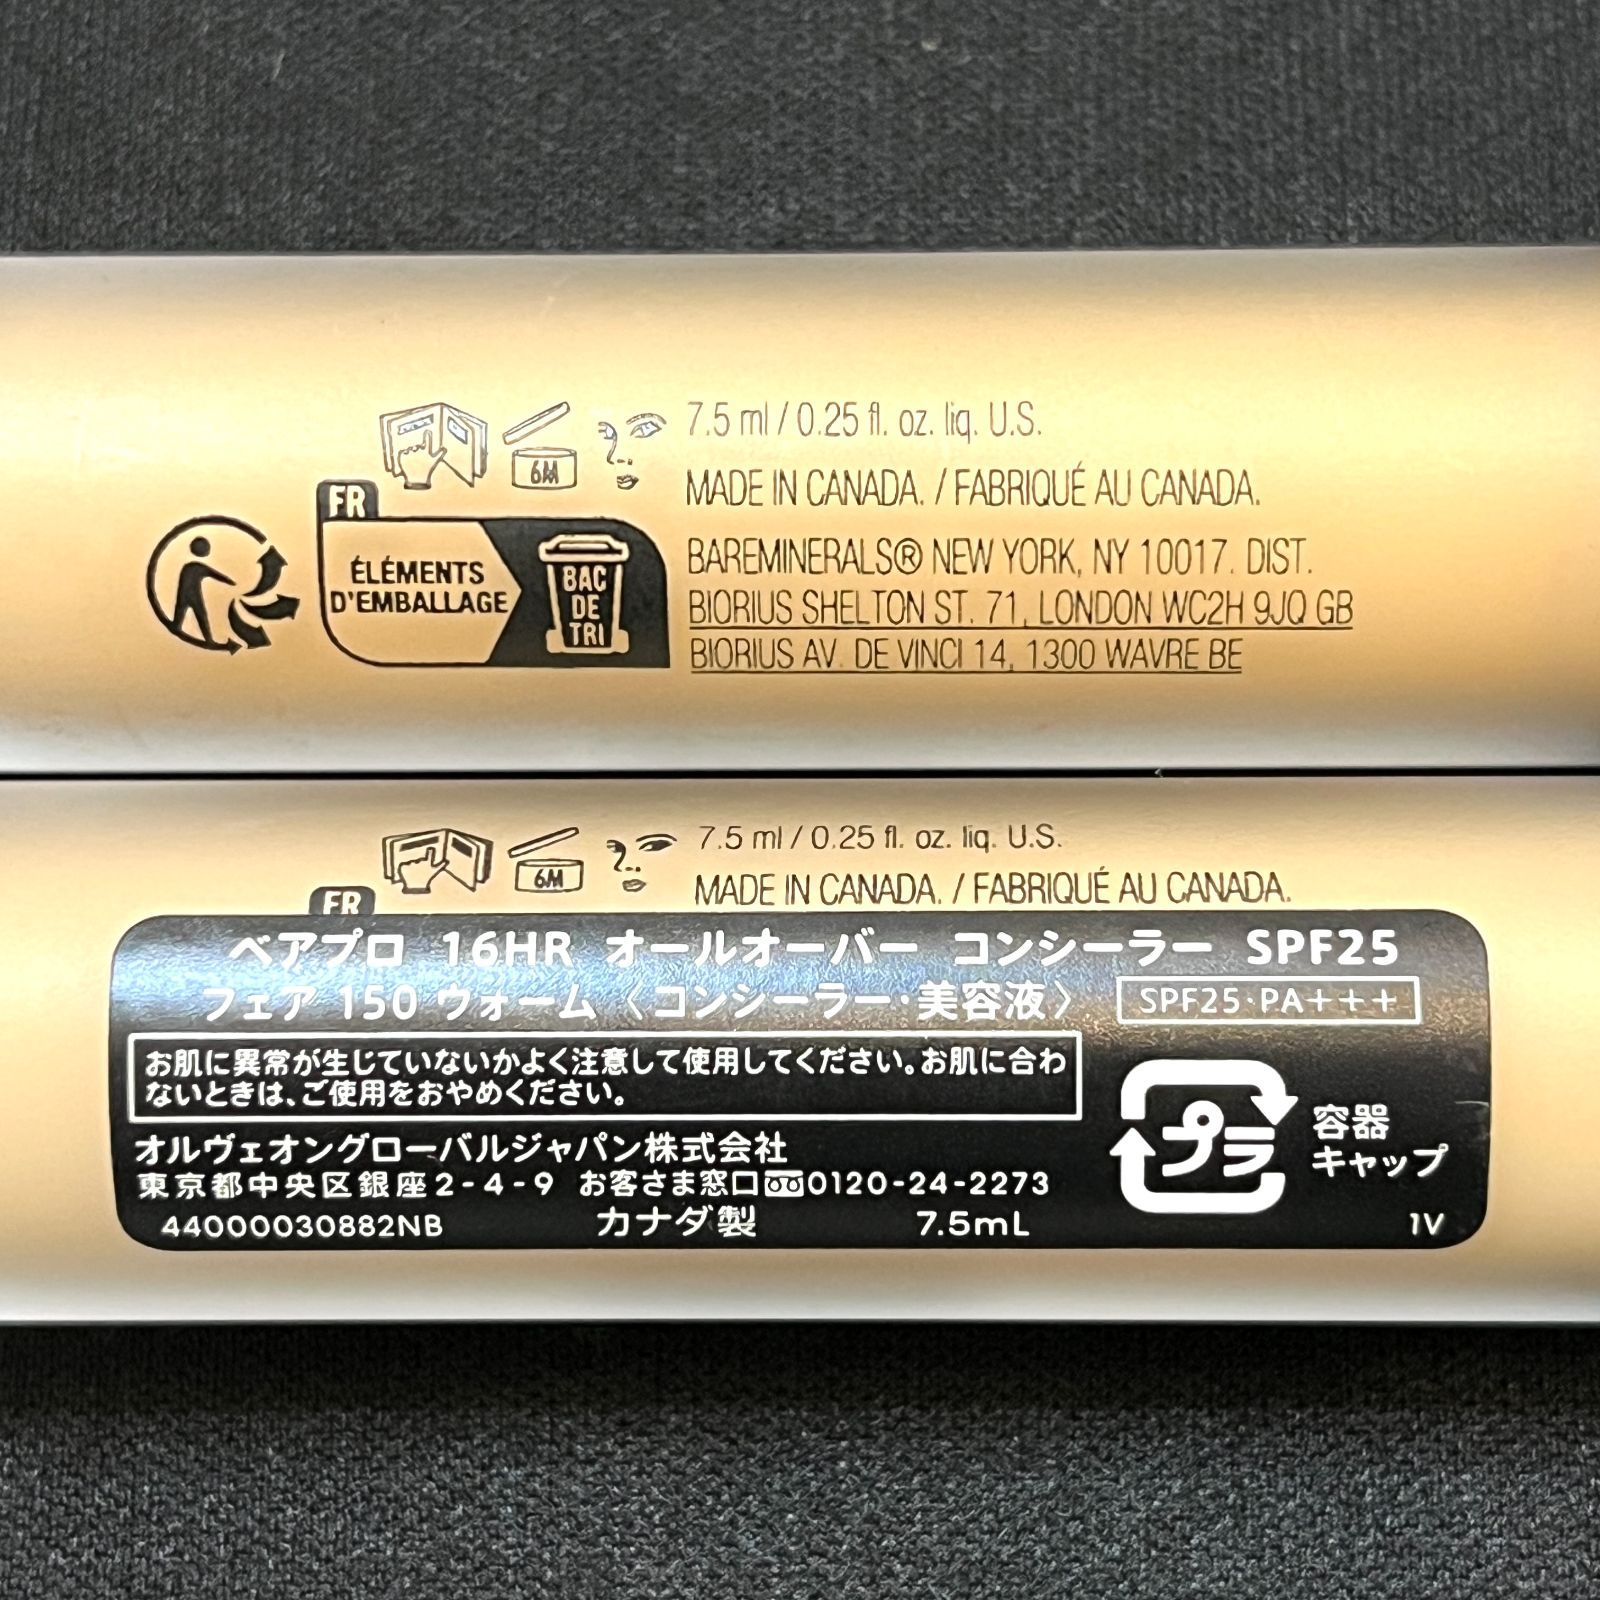 7.5 ml / 0.25 fl. oz. liq. U.S.
6M
MADE IN CANADA. / FABRIQUÉ AU CANADA.
FR
ÉLÉMENTS
D'EMBALLAGE
BAC
DE
TRI
BAREMINERALS® NEW YORK, NY 10017. DIST.
BIORIUS SHELTON ST. 71, LONDON WC2H 9JQ GB
BIORIUS AV. DE VINCI 14, 1300 WAVRE BE
7.5 ml / 0.25 fl. oz. liq. U.S.
6M
MADE IN CANADA. / FABRIQUÉ AU CANADA.
FR
ベアプロ 16HR オールオーバー コンシーラー SPF25
フェア 150 ウォーム〈コンシーラー・美容液〉 SPF25・PA+++
お肌に異常が生じていないかよく注意して使用してください。お肌に合わ
ないときは、ご使用をおやめください。
オルヴェオングローバルジャパン株式会社
東京都中央区銀座2-4-9 お客さま窓口 0120-24-2273
44000030882NB カナダ製 7.5mL
プラ
容器
キャップ
1V